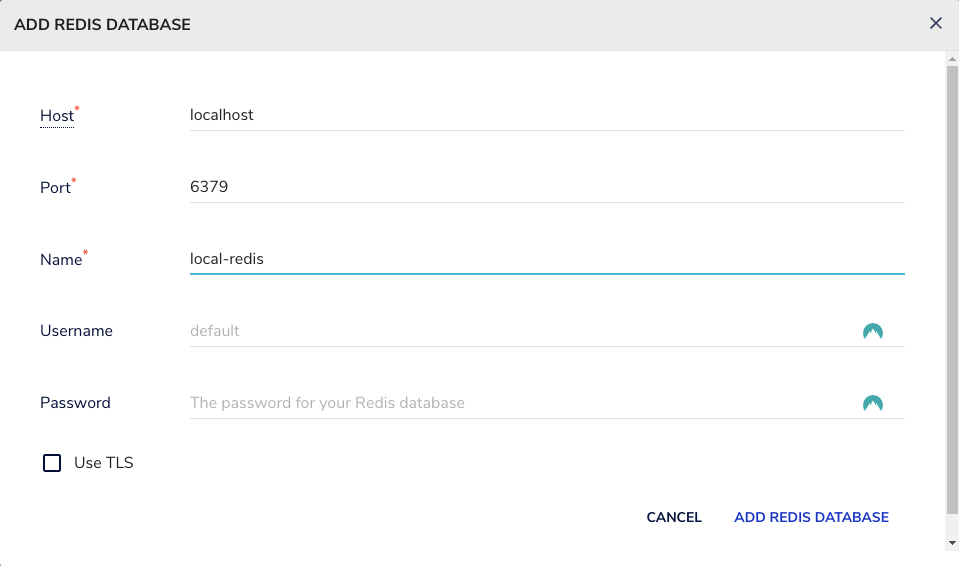 ADD REDIS DATABASE
Host* localhost
Port* 6379
Name* local-redis
Username default
Password The password for your Redis database
Use TLS
CANCEL ADD REDIS DATABASE